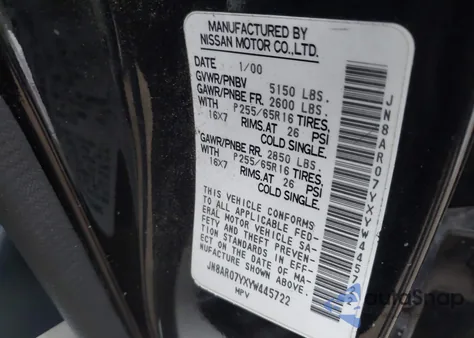 MANUFACTURED BY
NISSAN MOTOR CO.,LTD.
DATE 1/00
GVWR/PNBV 5150 LBS.
GAWR/PNBE FR. 2600 LBS.
WITH P255/65R16 TIRES.
16X7 RIMS.AT 26 PSI
COLD SINGLE.
GAWR/PNBE RR. 2850 LBS.
WITH P255/65R16 TIRES.
16X7 RIMS.AT 26 PSI
COLD SINGLE.
THIS VEHICLE CONFORMS
TO ALL APPLICABLE FED-
ERAL MOTOR VEHICLE SA-
FETY AND THEFT PREVEN-
TION STANDARDS IN EFF-
ECT ON THE DATE OF MA-
NUFACTURE SHOWN ABOVE.
JN8AR07YXYW445722
MPV
JN8AR07YXYW4457
AuraSnap